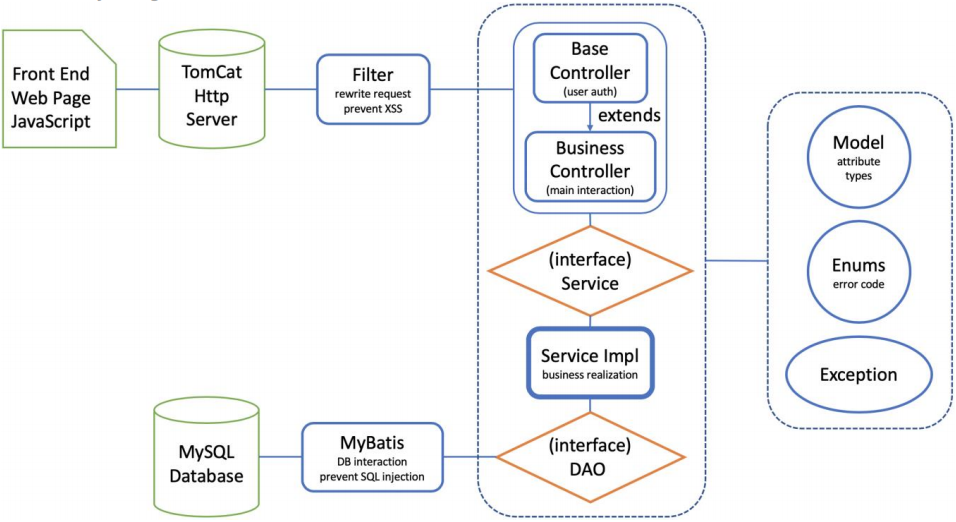 Front End
Web Page
JavaScript
TomCat
Http
Server
Filter
rewrite request
prevent XSS
Base
Controller
(user auth)
extends
Business
Controller
(main interaction)
(interface)
Service
Service Impl
business realization
(interface)
DAO
MyBatis
DB interaction
prevent SQL injection
MySQL
Database
Model
attribute
types
Enums
error code
Exception